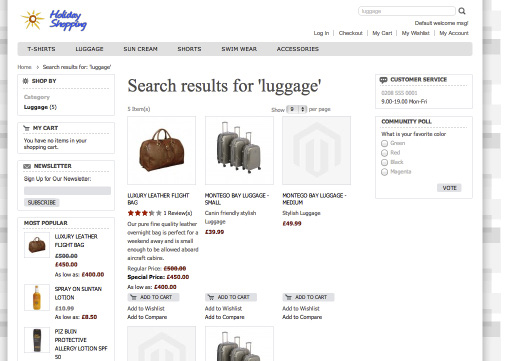 Holiday
Shopping
luggage
Default welcome msg!
Log In | Checkout | My Cart | My Wishlist | My Account
T-SHIRTS LUGGAGE SUN CREAM SHORTS SWIM WEAR ACCESSORIES
Home > Search results for: 'luggage'
SHOP BY
Category
Luggage (5)
MY CART
You have no items in your
shopping cart.
NEWSLETTER
Sign Up for Our Newsletter:
SUBSCRIBE
MOST POPULAR
LUXURY LEATHER
FLIGHT BAG
£500.00
£450.00
As low as: £400.00
SPRAY ON SUNTAN
LOTION
£10.99
As low as: £8.50
PIZ BUIN
PROTECTIVE
ALLERGY LOTION SPF
50
Search results for 'luggage'
5 Item(s)
Show 9 per page
LUXURY LEATHER FLIGHT
BAG
1 Review(s)
Our pure fine quality leather
overnight bag is perfect for a
weekend away and is small
enough to be allowed aboard
aircraft cabins.
Regular Price: £500.00
Special Price: £450.00
As low as: £400.00
ADD TO CART
Add to Wishlist
Add to Compare
MONTEGO BAY LUGGAGE -
SMALL
Canin friendly stylish
Luggage
£39.99
ADD TO CART
Add to Wishlist
Add to Compare
MONTEGO BAY LUGGAGE -
MEDIUM
Stylish Luggage
£49.99
ADD TO CART
Add to Wishlist
Add to Compare
CUSTOMER SERVICE
0208 555 0001
9.00-19.00 Mon-Fri
COMMUNITY POLL
What is your favorite color
Green
Red
Black
Magenta
VOTE